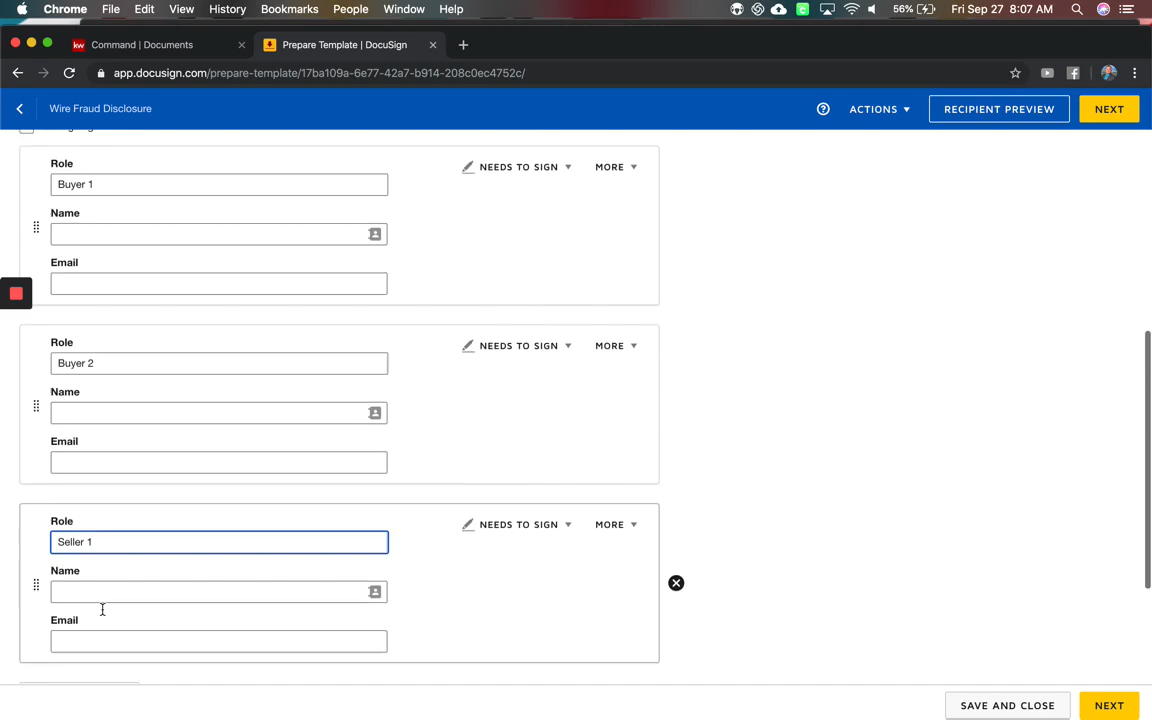 Chrome File Edit View History Bookmarks People Window Help 56% Fri Sep 27 8:07 AM
kw Command | Documents Prepare Template | DocuSign
app.docusign.com/prepare-template/17ba109a-6e77-42a7-b914-208c0ec4752c/
Wire Fraud Disclosure ACTIONS RECIPIENT PREVIEW NEXT
Role
NEEDS TO SIGN MORE
Buyer 1
Name
Email
Role
NEEDS TO SIGN MORE
Buyer 2
Name
Email
Role
NEEDS TO SIGN MORE
Seller 1
Name
Email
SAVE AND CLOSE NEXT